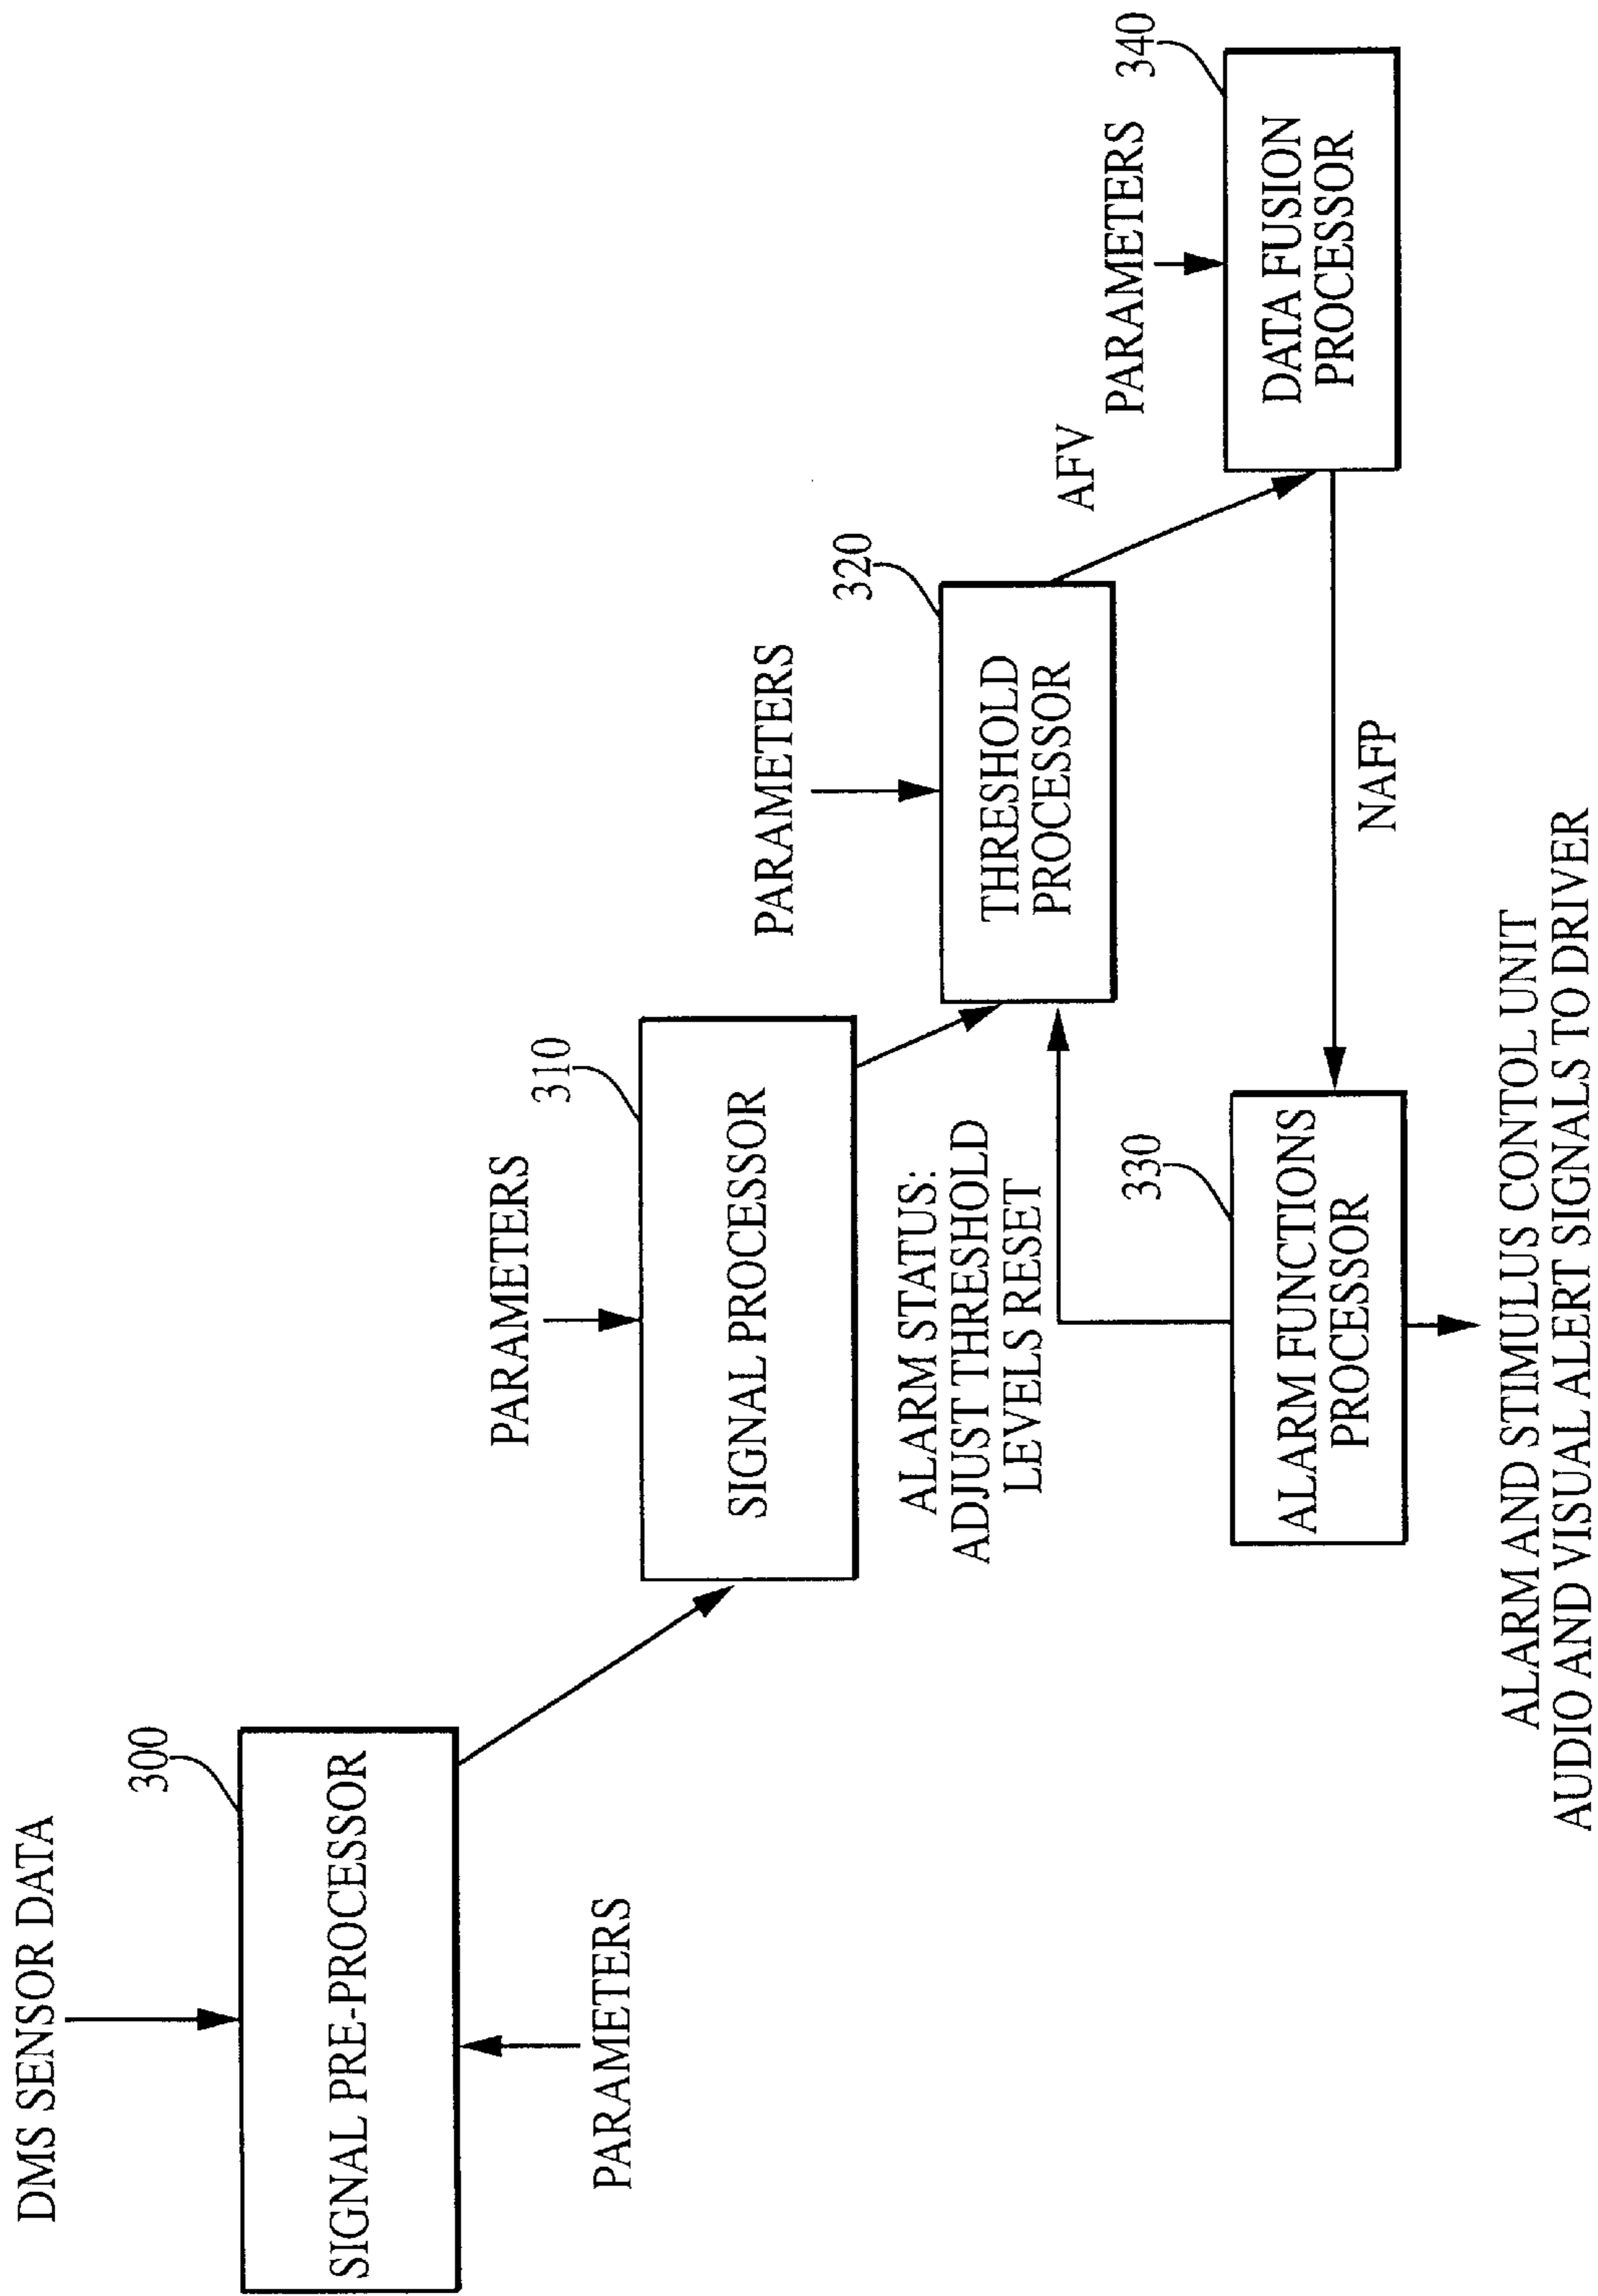 DMS SENSOR DATA
300
SIGNAL PRE-PROCESSOR
PARAMETERS
PARAMETERS
310
SIGNAL PROCESSOR
PARAMETERS
320
THRESHOLD
PROCESSOR
ALARM STATUS:
ADJUST THRESHOLD
LEVELS RESET
AFV
PARAMETERS
340
DATA FUSION
PROCESSOR
NAFP
330
ALARM FUNCTIONS
PROCESSOR
ALARM AND STIMULUS CONTOL UNIT
AUDIO AND VISUAL ALERT SIGNALS TO DRIVER